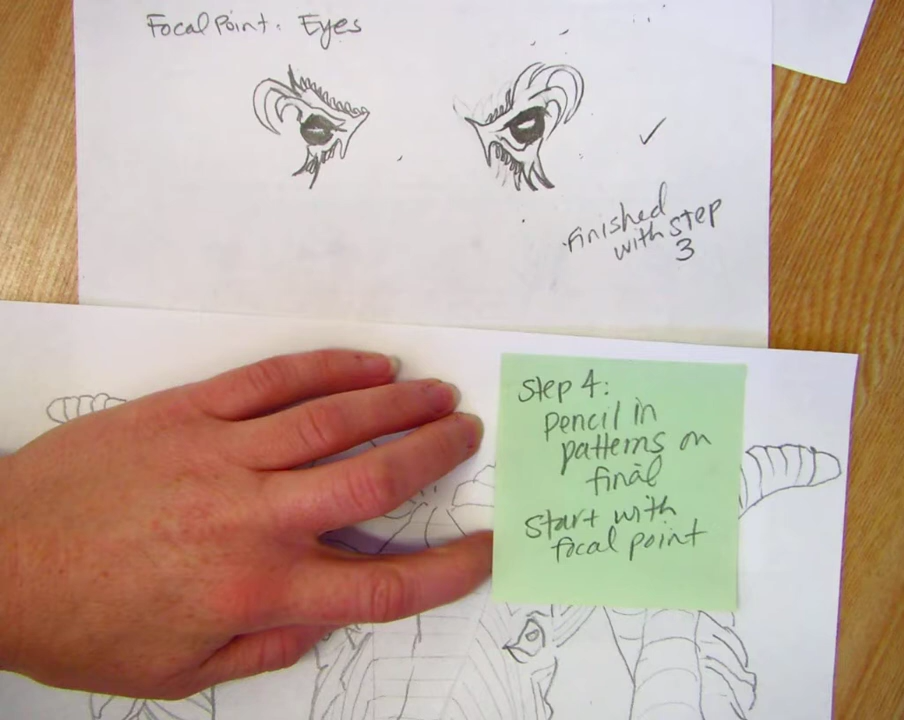 Focal Point: Eyes
Finished
with step
3
Step 4:
Pencil in
patterns on
final
Start with
focal point